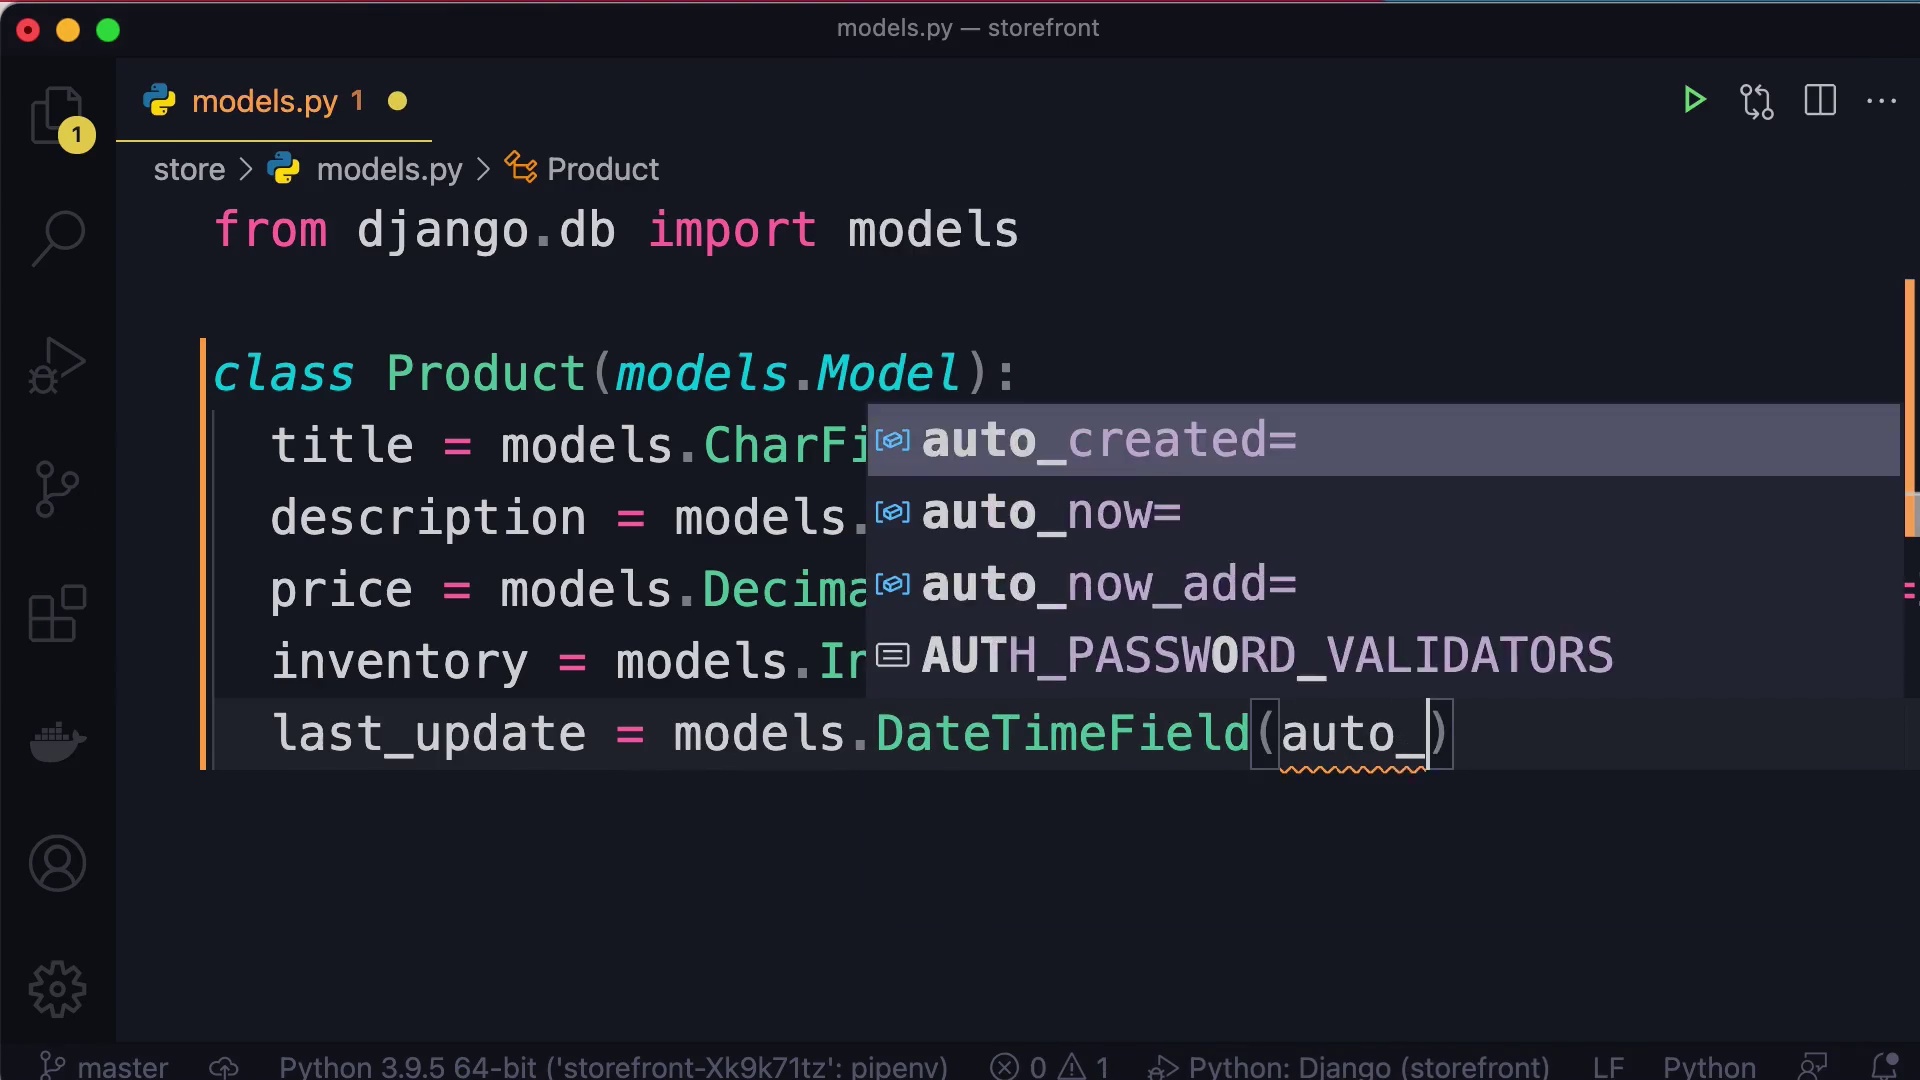 models.py — storefront
models.py 1
1
store > models.py > Product
from django.db import models
class Product(models.Model):
title = models.CharFi
auto_created=
auto_now=
description = models.
auto_now_add=
price = models.Decima
AUTH_PASSWORD_VALIDATORS
inventory = models.In
last_update = models.DateTimeField(auto_)
master Python 3.9.5 64-bit ('storefront-Xk9k71tz': pipenv) 0 1 Python: Django (storefront) LF Python